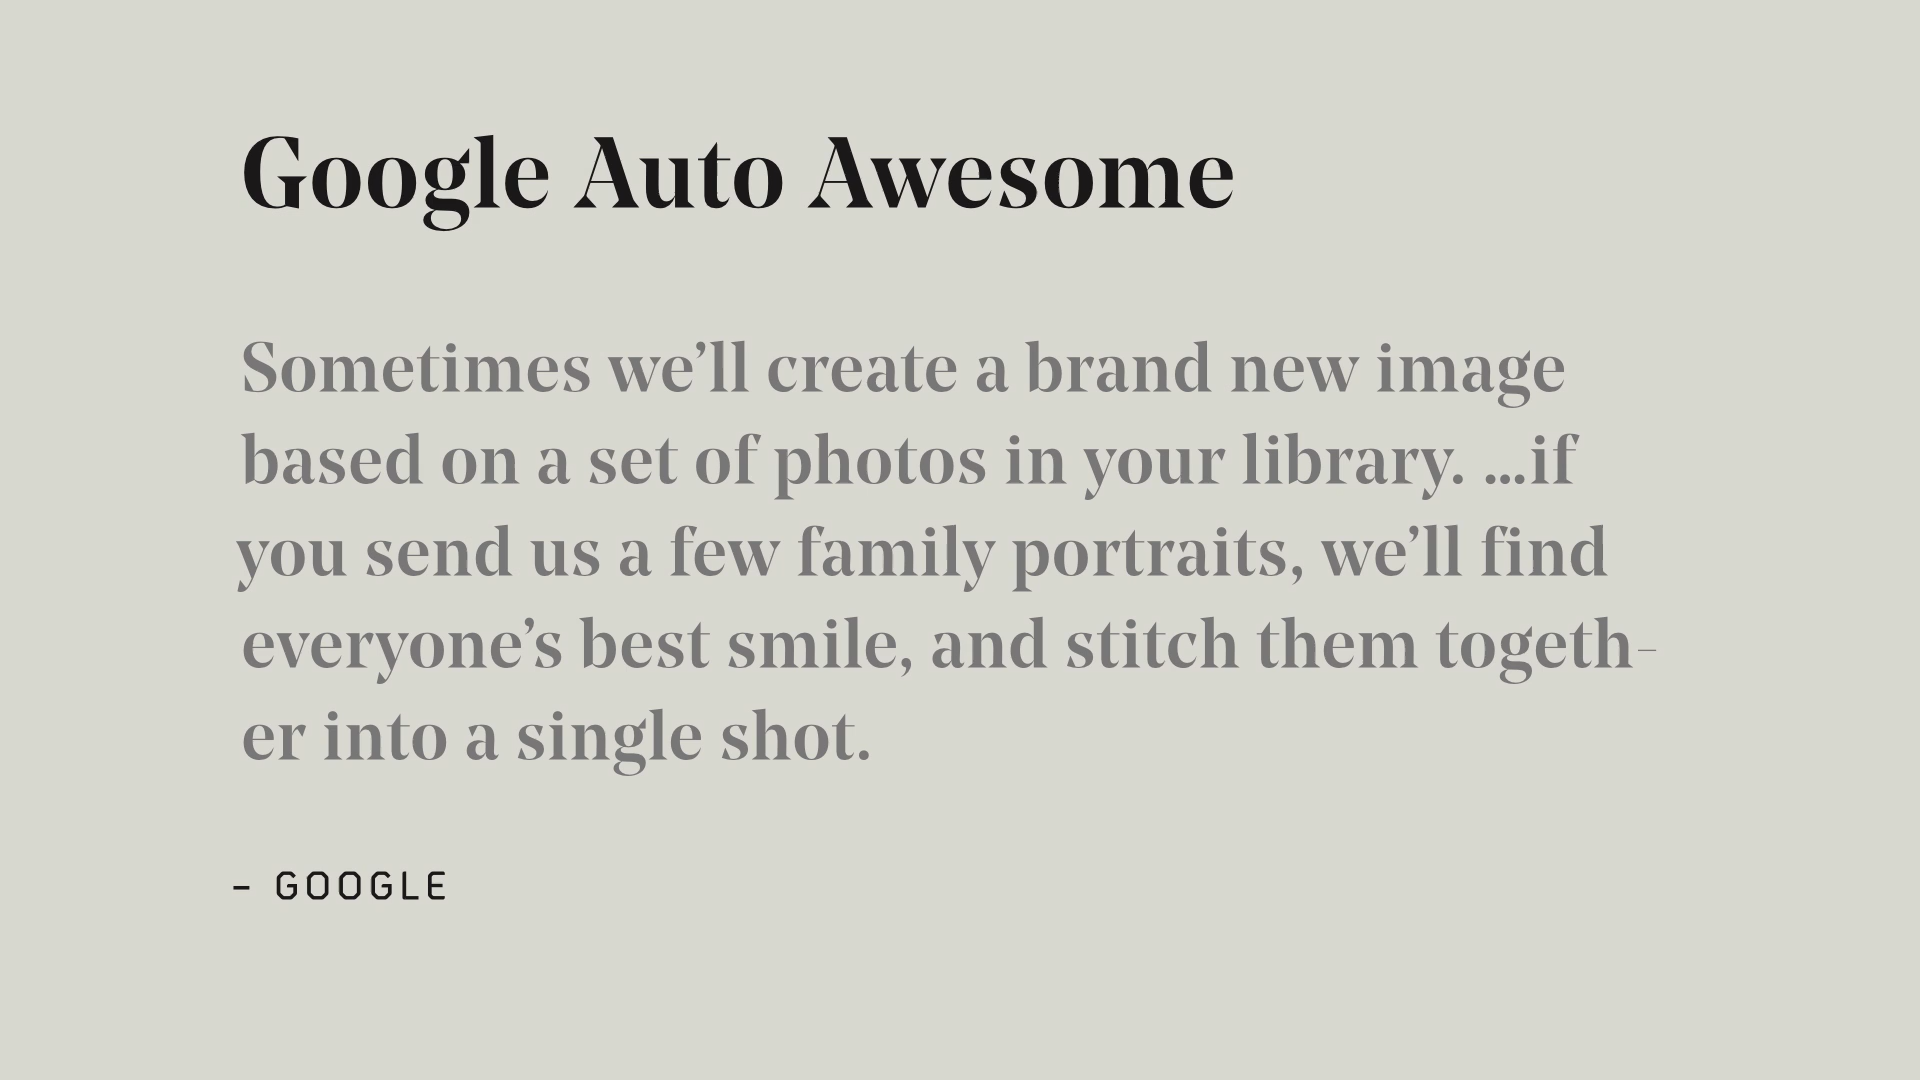 Google Auto Awesome
Sometimes we’ll create a brand new image
based on a set of photos in your library. …if
you send us a few family portraits, we’ll find
everyone’s best smile, and stitch them togeth-
er into a single shot.
– GOOGLE